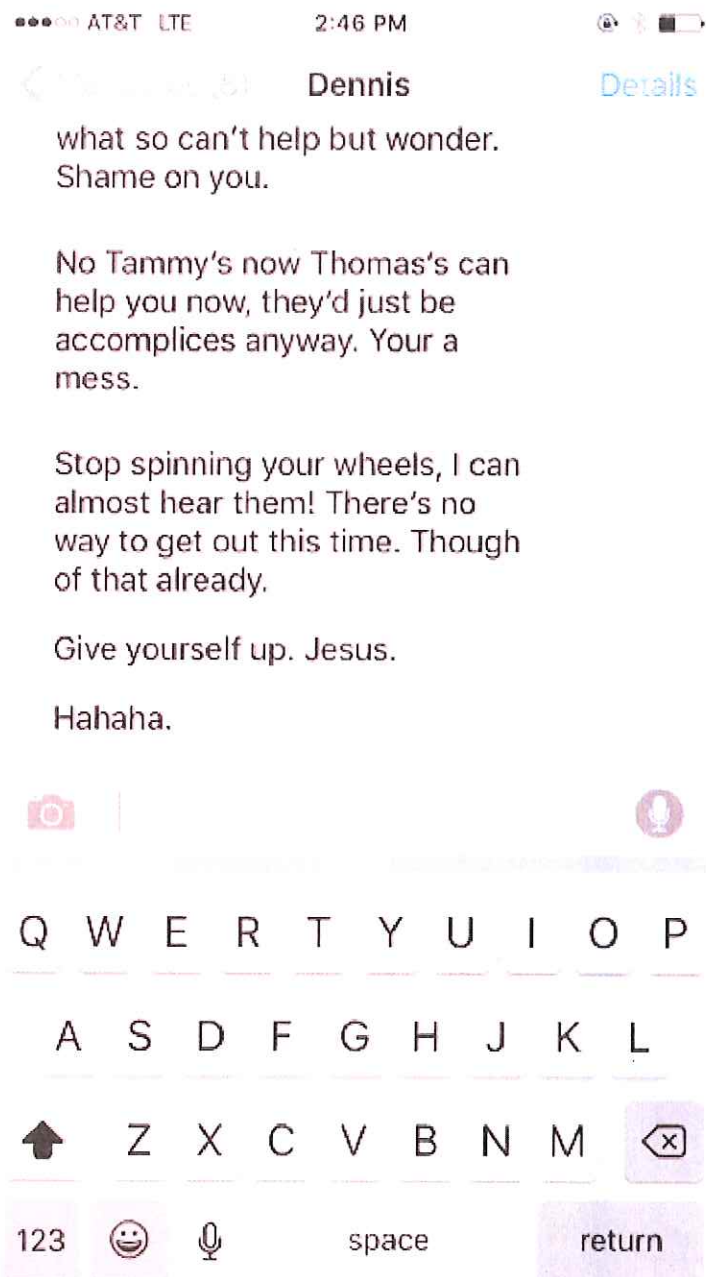 AT&T LTE 2:46 PM
Dennis Details
what so can't help but wonder.
Shame on you.
No Tammy's now Thomas's can
help you now, they'd just be
accomplices anyway. Your a
mess.
Stop spinning your wheels, I can
almost hear them! There's no
way to get out this time. Though
of that already.
Give yourself up. Jesus.
Hahaha.
Q W E R T Y U I O P
A S D F G H J K L
Z X C V B N M
123 space return